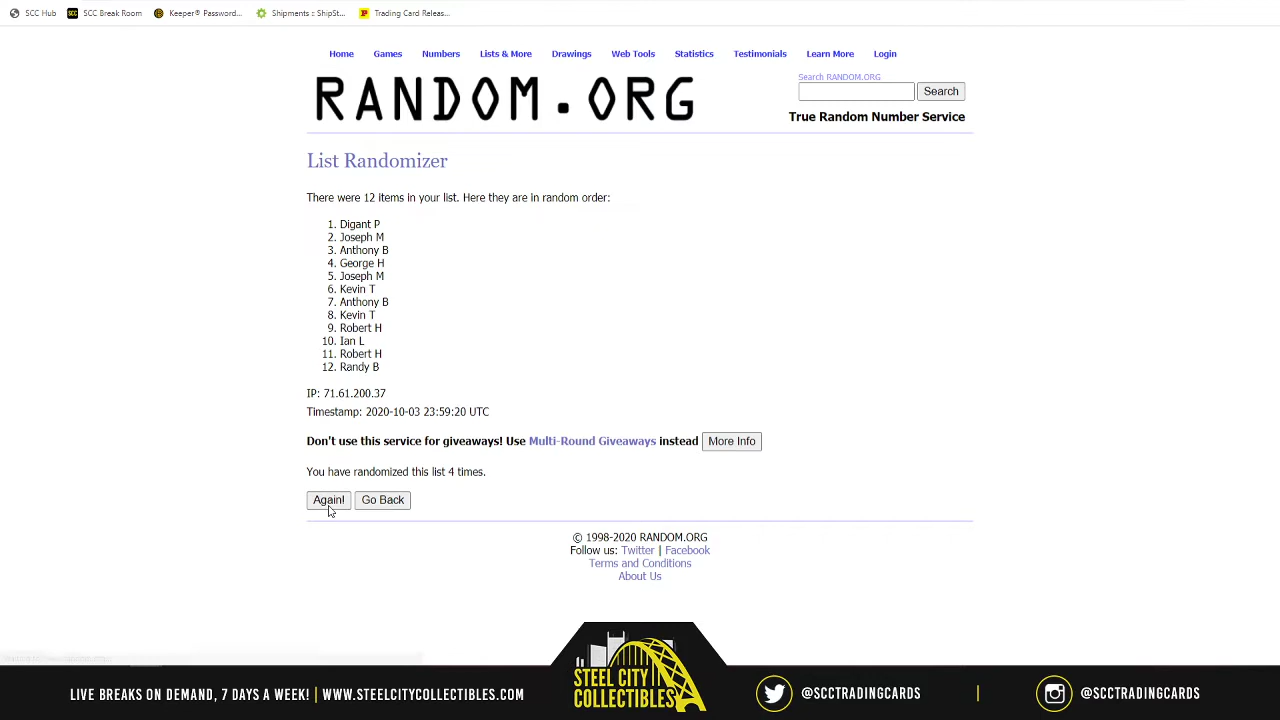 SCC Hub SCC Break Room Keeper® Password... Shipments :: ShipSt... Trading Card Releas...
Home Games Numbers Lists & More Drawings Web Tools Statistics Testimonials Learn More Login
Search RANDOM.ORG
RANDOM.ORG
Search
True Random Number Service
List Randomizer
There were 12 items in your list. Here they are in random order:
1. Digant P
2. Joseph M
3. Anthony B
4. George H
5. Joseph M
6. Kevin T
7. Anthony B
8. Kevin T
9. Robert H
10. Ian L
11. Robert H
12. Randy B
IP: 71.61.200.37
Timestamp: 2020-10-03 23:59:20 UTC
Don't use this service for giveaways! Use Multi-Round Giveaways instead More Info
You have randomized this list 4 times.
Again! Go Back
© 1998-2020 RANDOM.ORG
Follow us: Twitter | Facebook
Terms and Conditions
About Us
LIVE BREAKS ON DEMAND, 7 DAYS A WEEK! | WWW.STEELCITYCOLLECTIBLES.COM
STEEL CITY
COLLECTIBLES
@SCCTRADINGCARDS | @SCCTRADINGCARDS